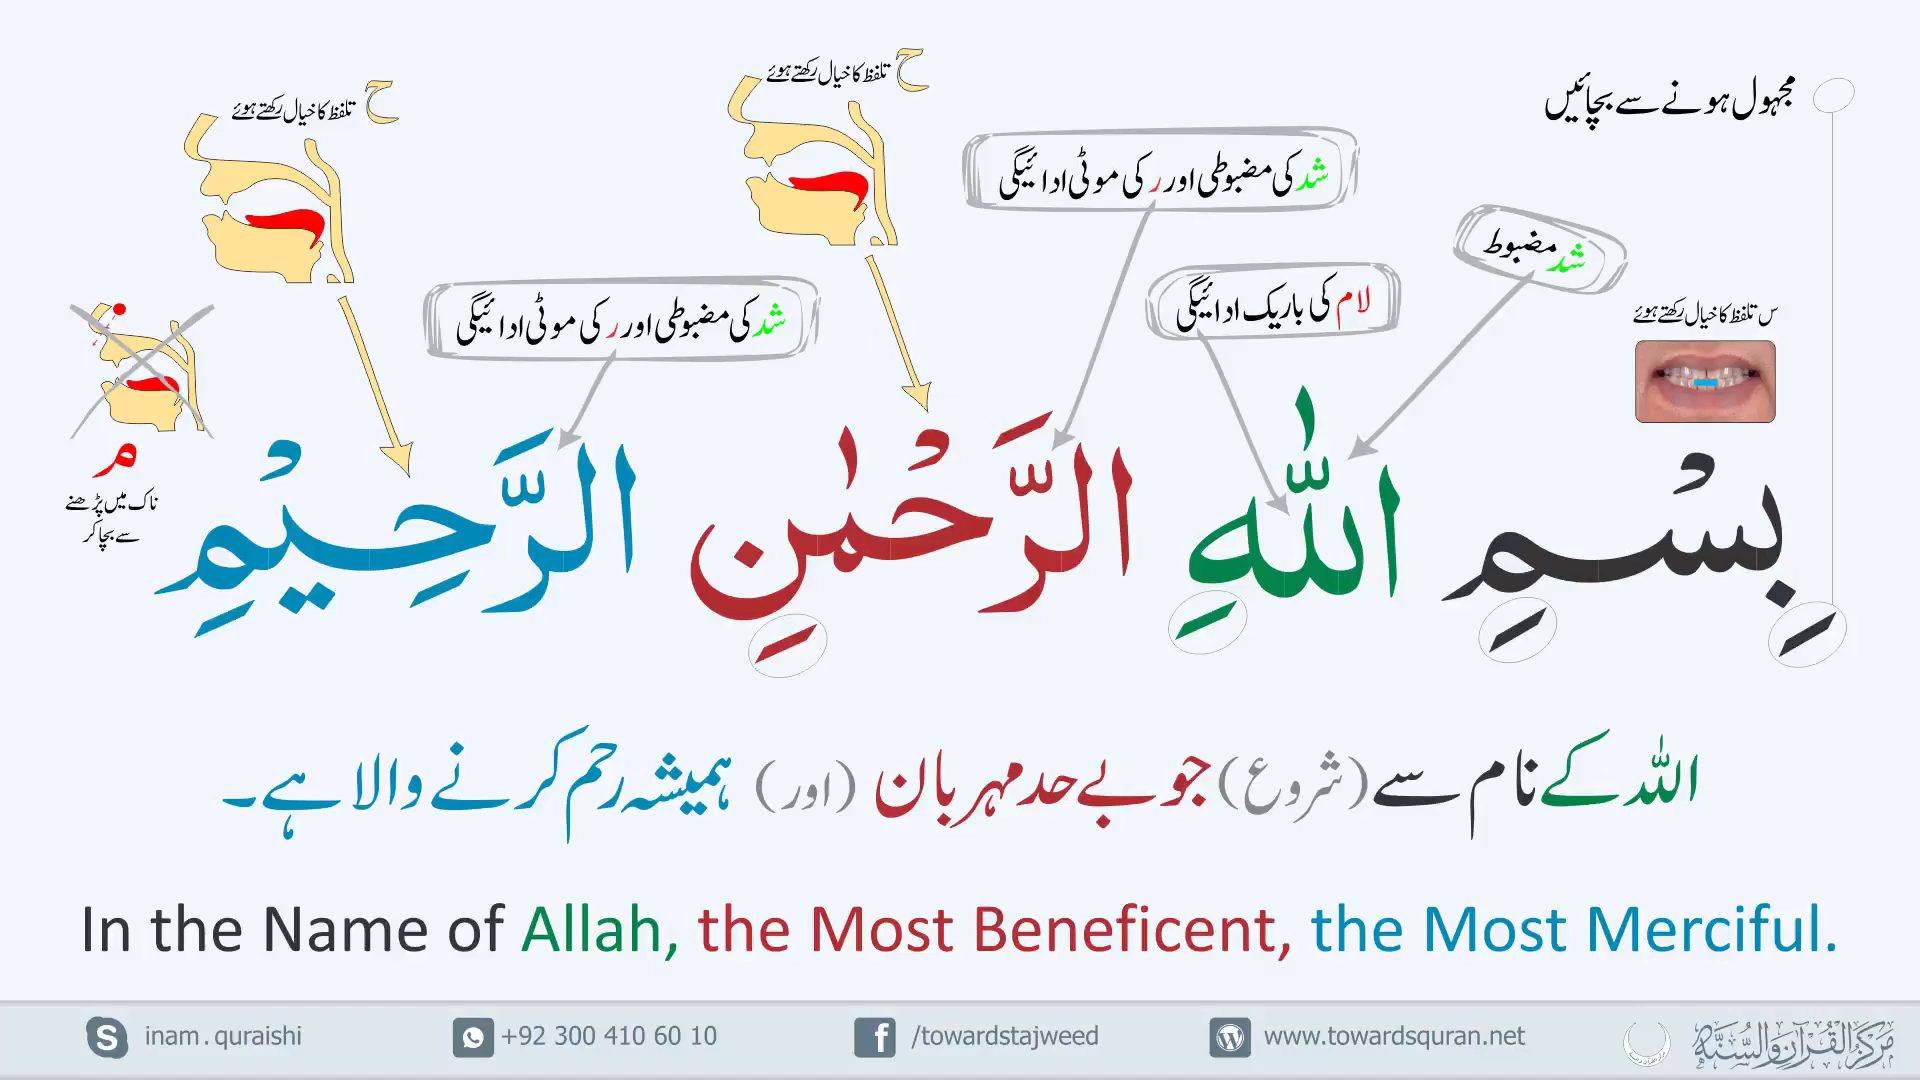 مجہول ہونے سے بچائیں
ح تلفظ کا خیال رکھتے ہوئے
ح تلفظ کا خیال رکھتے ہوئے
شد کی مضبوطی اور ر کی موٹی ادائیگی
شد مضبوط
لام کی باریک ادائیگی
شد کی مضبوطی اور ر کی موٹی ادائیگی
س تلفظ کا خیال رکھتے ہوئے
م
ناک میں پڑھنے
سے بچا کر
بِسْمِ اللّٰهِ الرَّحْمٰنِ الرَّحِيْمِ
اللہ کے نام سے (شروع) جو بے حد مہربان (اور) ہمیشہ رحم کرنے والا ہے۔
In the Name of Allah, the Most Beneficent, the Most Merciful.
inam.quraishi +92 300 410 60 10 /towardstajweed www.towardsquran.net مَركَزُ القُرآن وَالسُّنَّة